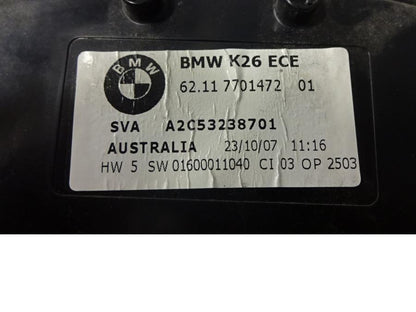 BMW
BMW K26 ECE
62.11 7701472 01
SVA A2C53238701
AUSTRALIA 23/10/07 11:16
HW 5 SW 01600011040 CI 03 OP 2503